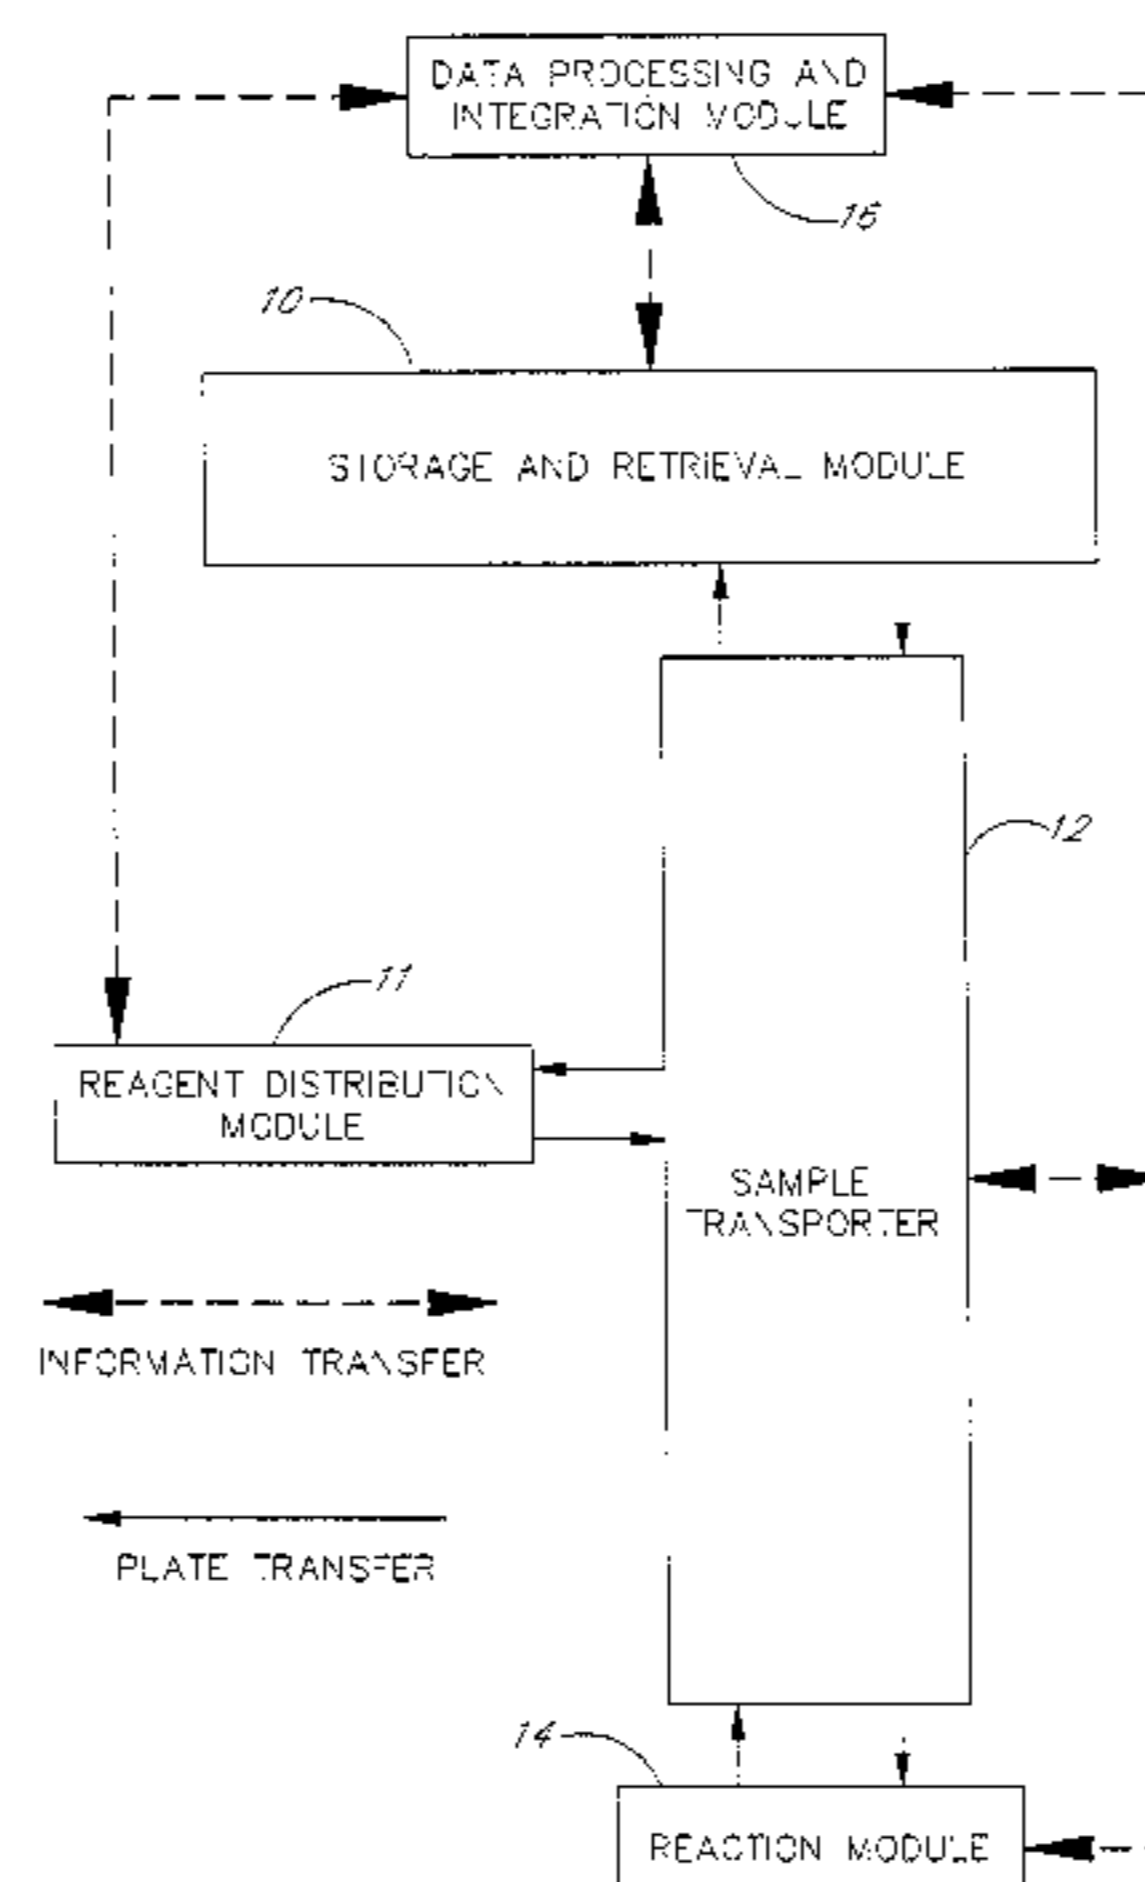 DATA PROCESSING AND
INTEGRATION MODULE
16
10
STORAGE AND RETRIEVAL MODULE
12
11
REAGENT DISTRIBUTION
MODULE
SAMPLE
TRANSPORTER
INFORMATION TRANSFER
PLATE TRANSFER
14
REACTION MODULE